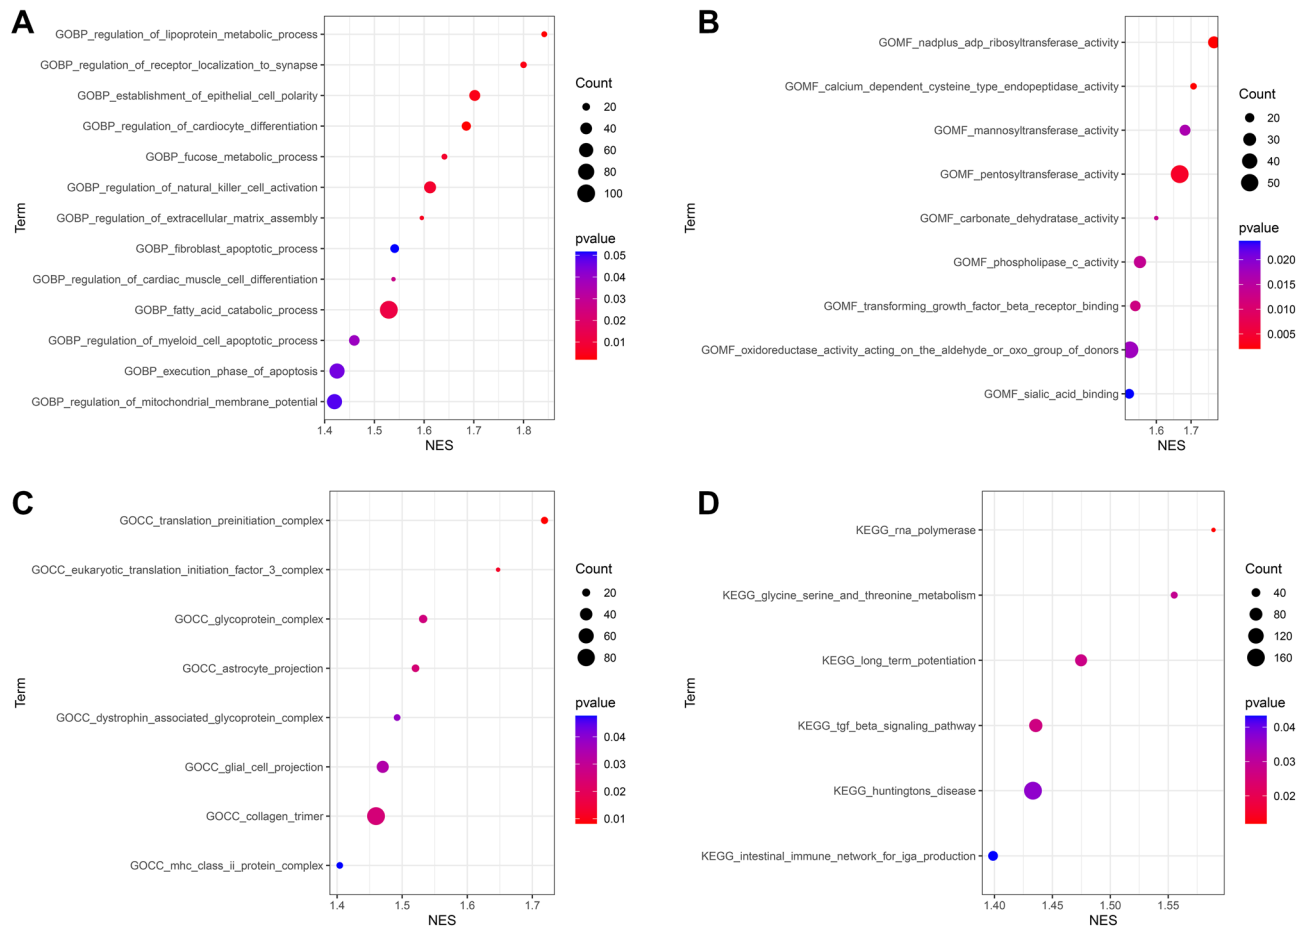 A
GOBP_regulation_of_lipoprotein_metabolic_process
GOBP_regulation_of_receptor_localization_to_synapse
GOBP_establishment_of_epithelial_cell_polarity
GOBP_regulation_of_cardiocyte_differentiation
GOBP_fucose_metabolic_process
GOBP_regulation_of_natural_killer_cell_activation
GOBP_regulation_of_extracellular_matrix_assembly
GOBP_fibroblast_apoptotic_process
GOBP_regulation_of_cardiac_muscle_cell_differentiation
GOBP_fatty_acid_catabolic_process
GOBP_regulation_of_myeloid_cell_apoptotic_process
GOBP_execution_phase_of_apoptosis
GOBP_regulation_of_mitochondrial_membrane_potential
Term
1.4 1.5 1.6 1.7 1.8
NES
Count
20
40
60
80
100
pvalue
0.05
0.04
0.03
0.02
0.01
B
GOMF_nadplus_adp_ribosyltransferase_activity
GOMF_calcium_dependent_cysteine_type_endopeptidase_activity
GOMF_mannosyltransferase_activity
GOMF_pentosyltransferase_activity
GOMF_carbonate_dehydratase_activity
GOMF_phospholipase_c_activity
GOMF_transforming_growth_factor_beta_receptor_binding
GOMF_oxidoreductase_activity_acting_on_the_aldehyde_or_oxo_group_of_donors
GOMF_sialic_acid_binding
Term
1.6 1.7
NES
Count
20
30
40
50
pvalue
0.020
0.015
0.010
0.005
C
GOCC_translation_preinitiation_complex
GOCC_eukaryotic_translation_initiation_factor_3_complex
GOCC_glycoprotein_complex
GOCC_astrocyte_projection
GOCC_dystrophin_associated_glycoprotein_complex
GOCC_glial_cell_projection
GOCC_collagen_trimer
GOCC_mhc_class_ii_protein_complex
Term
1.4 1.5 1.6 1.7
NES
Count
20
40
60
80
pvalue
0.04
0.03
0.02
0.01
D
KEGG_rna_polymerase
KEGG_glycine_serine_and_threonine_metabolism
KEGG_long_term_potentiation
KEGG_tgf_beta_signaling_pathway
KEGG_huntingtons_disease
KEGG_intestinal_immune_network_for_iga_production
Term
1.40 1.45 1.50 1.55
NES
Count
40
80
120
160
pvalue
0.04
0.03
0.02